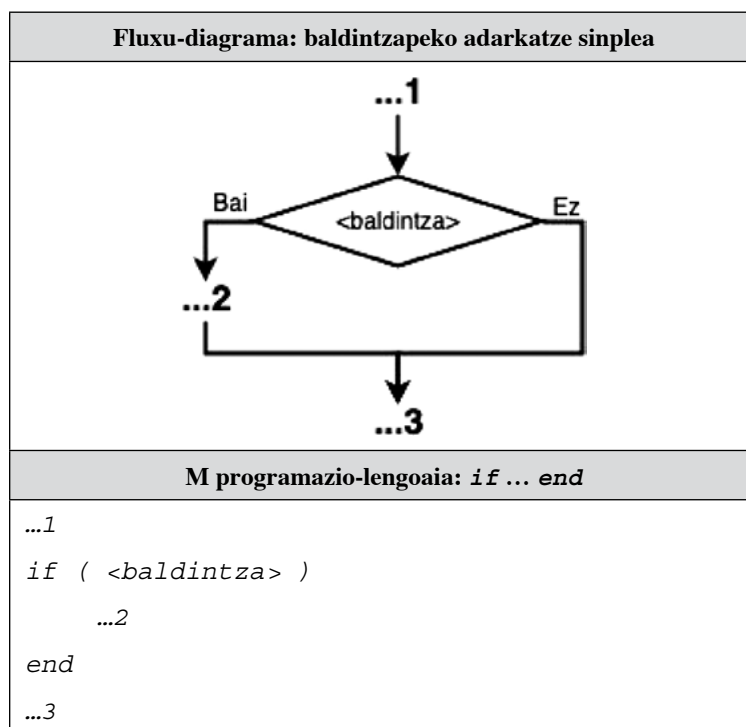 Fluxu-diagrama: baldintzapeko adarkatze sinplea
...1
Bai
<baldintza>
Ez
...2
...3
M programazio-lengoaia: if … end
…1
if ( <baldintza> )
…2
end
…3